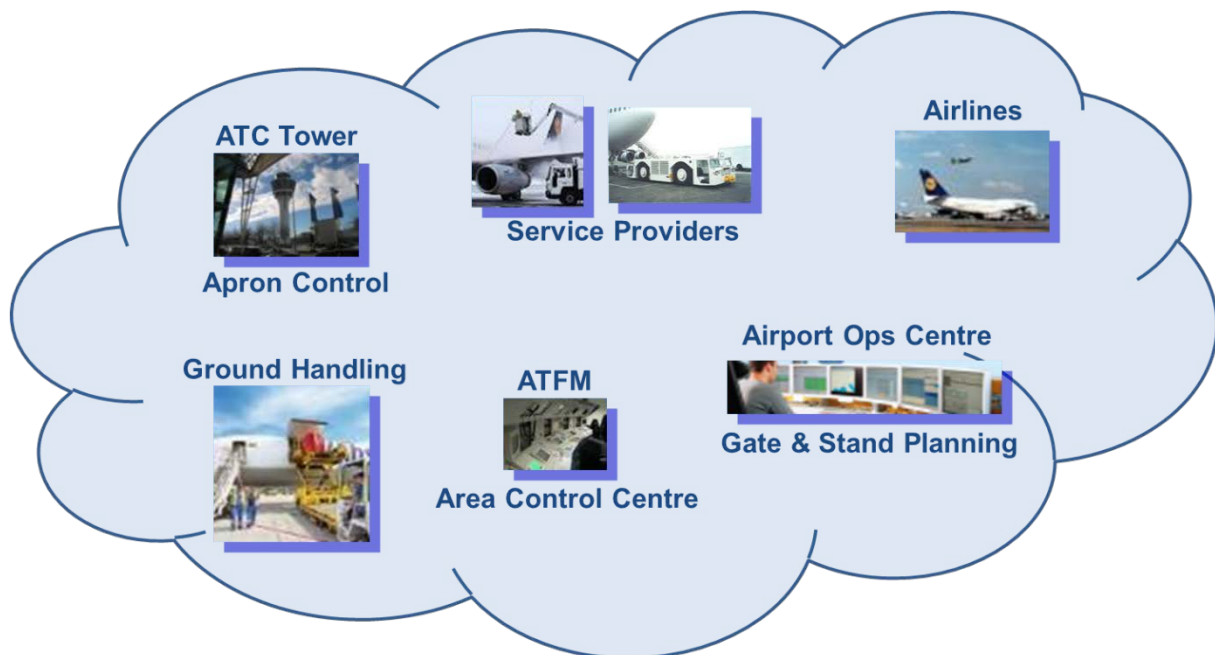 ATC Tower
Apron Control
Service Providers
Airlines
Ground Handling
ATFM
Area Control Centre
Airport Ops Centre
Gate & Stand Planning